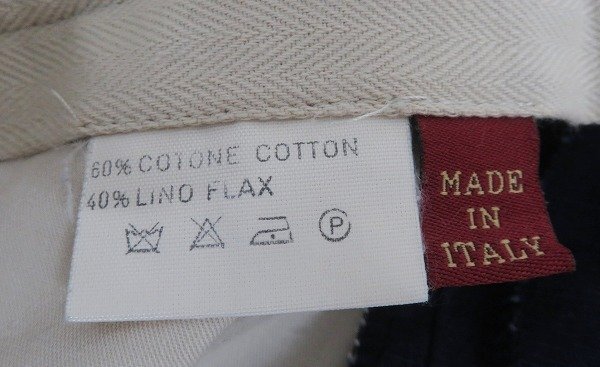 60% COTONE COTTON
40% LINO FLAX
P
MADE
IN
ITALY